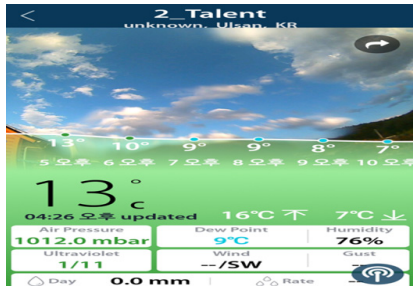 2_Talent
unknown, Ulsan, KR
13° 10° 9° 9° 8° 7°
5 오후 6 오후 7 오후 8 오후 9 오후 10 오후
13°c
04:26 오후 updated 16°C 7°C
Air Pressure Dew Point Humidity
1012.0 mbar 9°C 76%
Ultraviolet Wind Gust
1/11 --/SW --
Day 0.0 mm Rate --